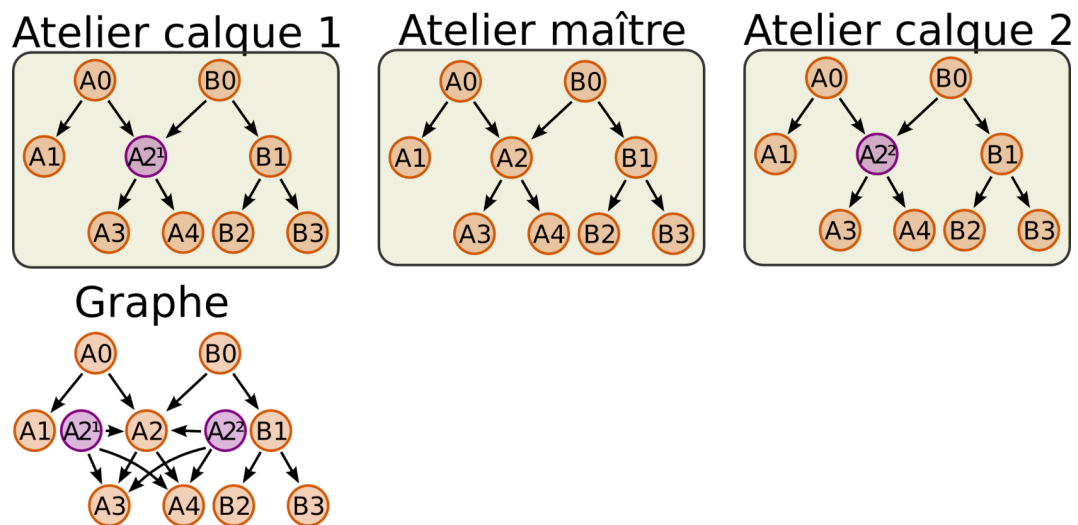 Atelier calque 1
A0 B0
A1 A2¹ B1
A3 A4 B2 B3
Atelier maître
A0 B0
A1 A2 B1
A3 A4 B2 B3
Atelier calque 2
A0 B0
A1 A2² B1
A3 A4 B2 B3
Graphe
A0 B0
A1 A2¹ A2 A2² B1
A3 A4 B2 B3